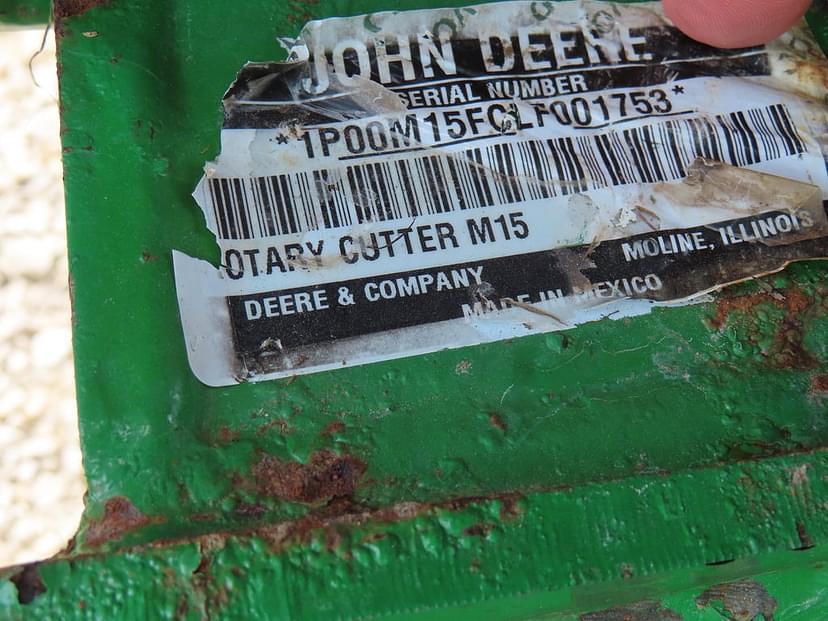 JOHN DEERE
SERIAL NUMBER
*1P00M15FCLF001753*
OTARY CUTTER M15
DEERE & COMPANY MOLINE, ILLINOIS
MADE IN MEXICO